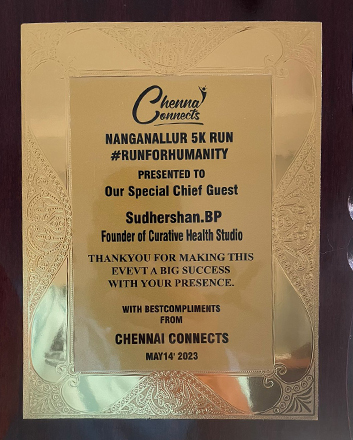 Chennai
Connects
NANGANALLUR 5K RUN
#RUNFORHUMANITY
PRESENTED TO
Our Special Chief Guest
Sudhershan.BP
Founder of Curative Health Studio
THANKYOU FOR MAKING THIS
EVEVT A BIG SUCCESS
WITH YOUR PRESENCE.
WITH BESTCOMPLIMENTS
FROM
CHENNAI CONNECTS
MAY14' 2023